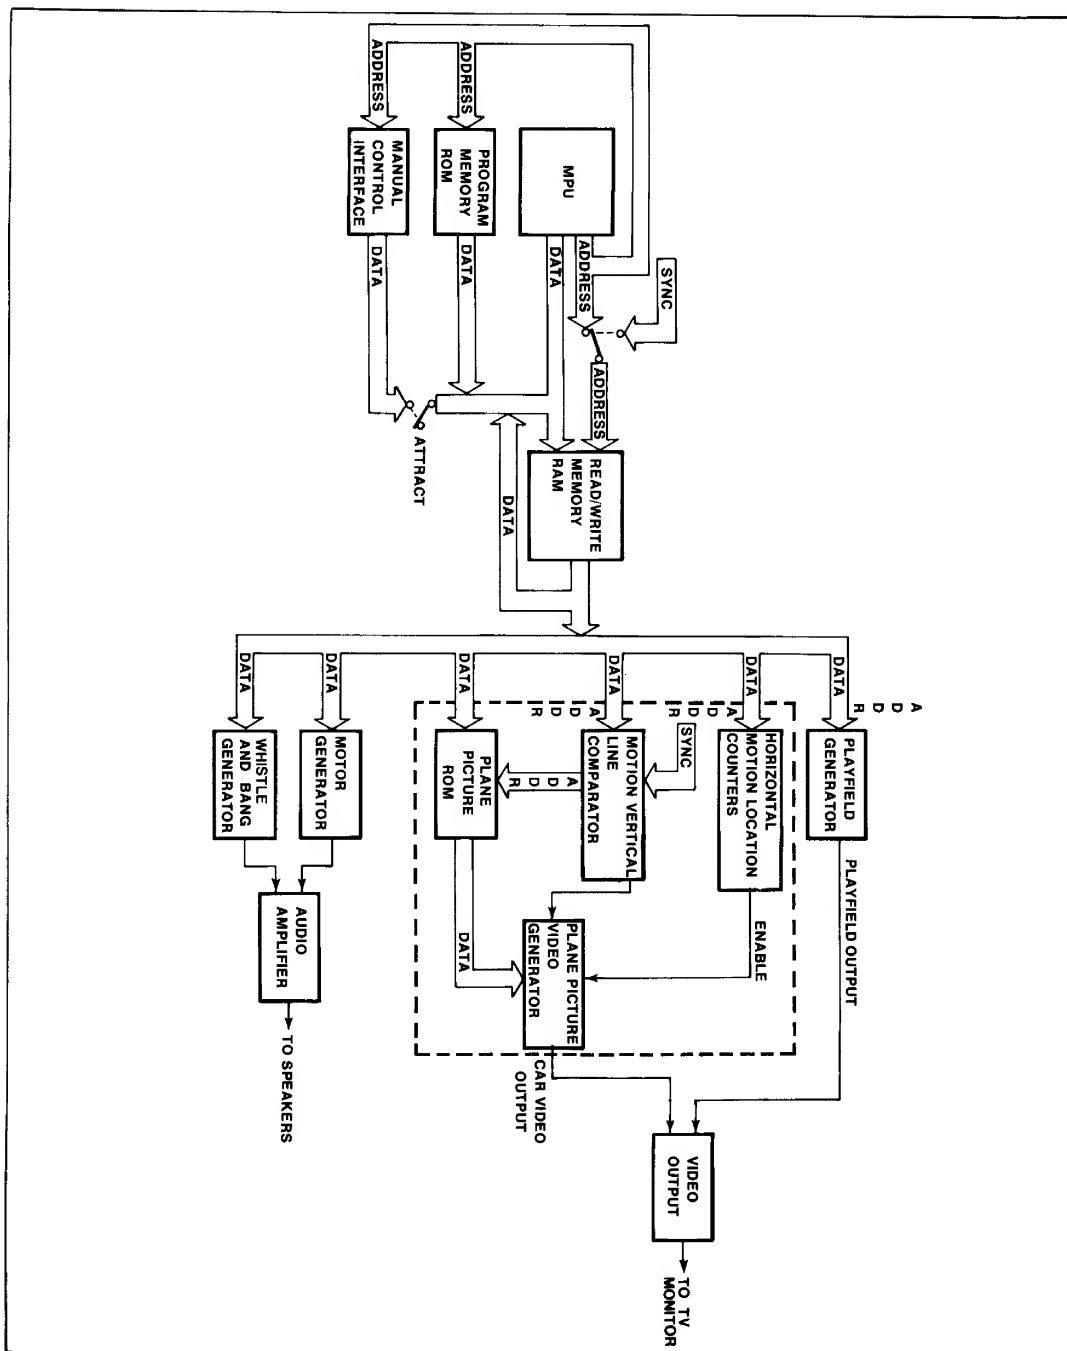 ADDRESS
ADDRESS
MANUAL
CONTROL
INTERFACE
PROGRAM
MEMORY
ROM
MPU
DATA
DATA
DATA
ADDRESS
SYNC
ADDRESS
ATTRACT
READ/WRITE
MEMORY
RAM
DATA
DATA
DATA
DATA
DATA
DATA
DATA
ADDR
ADDR
ADDR
SYNC
ADDR
PLAYFIELD
GENERATOR
HORIZONTAL
MOTION LOCATION
COUNTERS
MOTION VERTICAL
LINE
COMPARATOR
PLANE
PICTURE
ROM
MOTOR
GENERATOR
WHISTLE
AND BANG
GENERATOR
PLAYFIELD OUTPUT
ENABLE
DATA
PLANE PICTURE
VIDEO
GENERATOR
AUDIO
AMPLIFIER
TO SPEAKERS
CAR VIDEO
OUTPUT
VIDEO
OUTPUT
TO TV
MONITOR